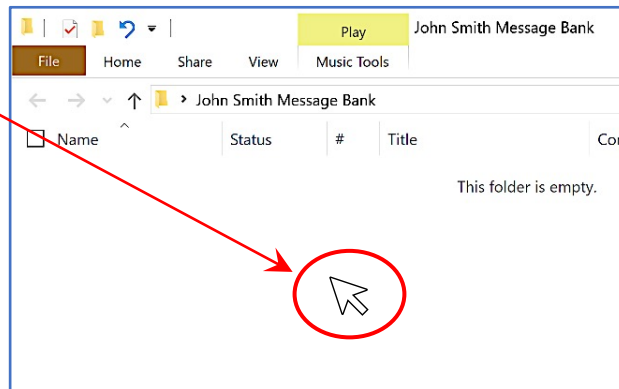 Play John Smith Message Bank
File Home Share View Music Tools
John Smith Message Bank
Name Status # Title
This folder is empty.